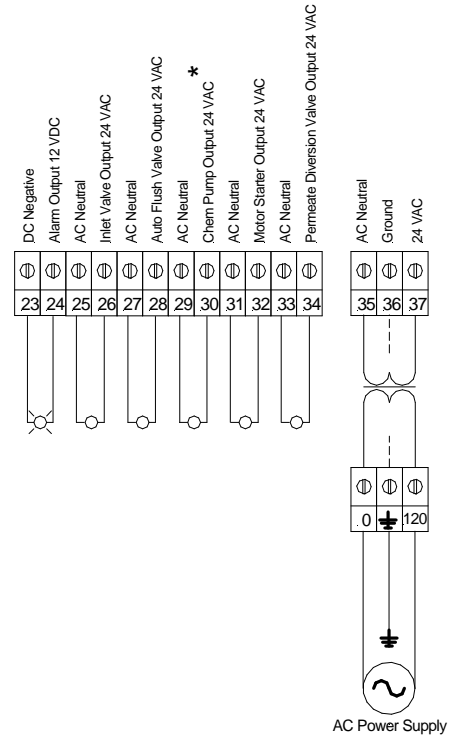 DC Negative
Alarm Output 12 VDC
AC Neutral
Inlet Valve Output 24 VAC
AC Neutral
Auto Flush Valve Output 24 VAC
AC Neutral
Chem Pump Output 24 VAC *
AC Neutral
Motor Starter Output 24 VAC
AC Neutral
Permeate Diversion Valve Output 24 VAC
AC Neutral
Ground
24 VAC
23 24 25 26 27 28 29 30 31 32 33 34
35 36 37
0 120
AC Power Supply